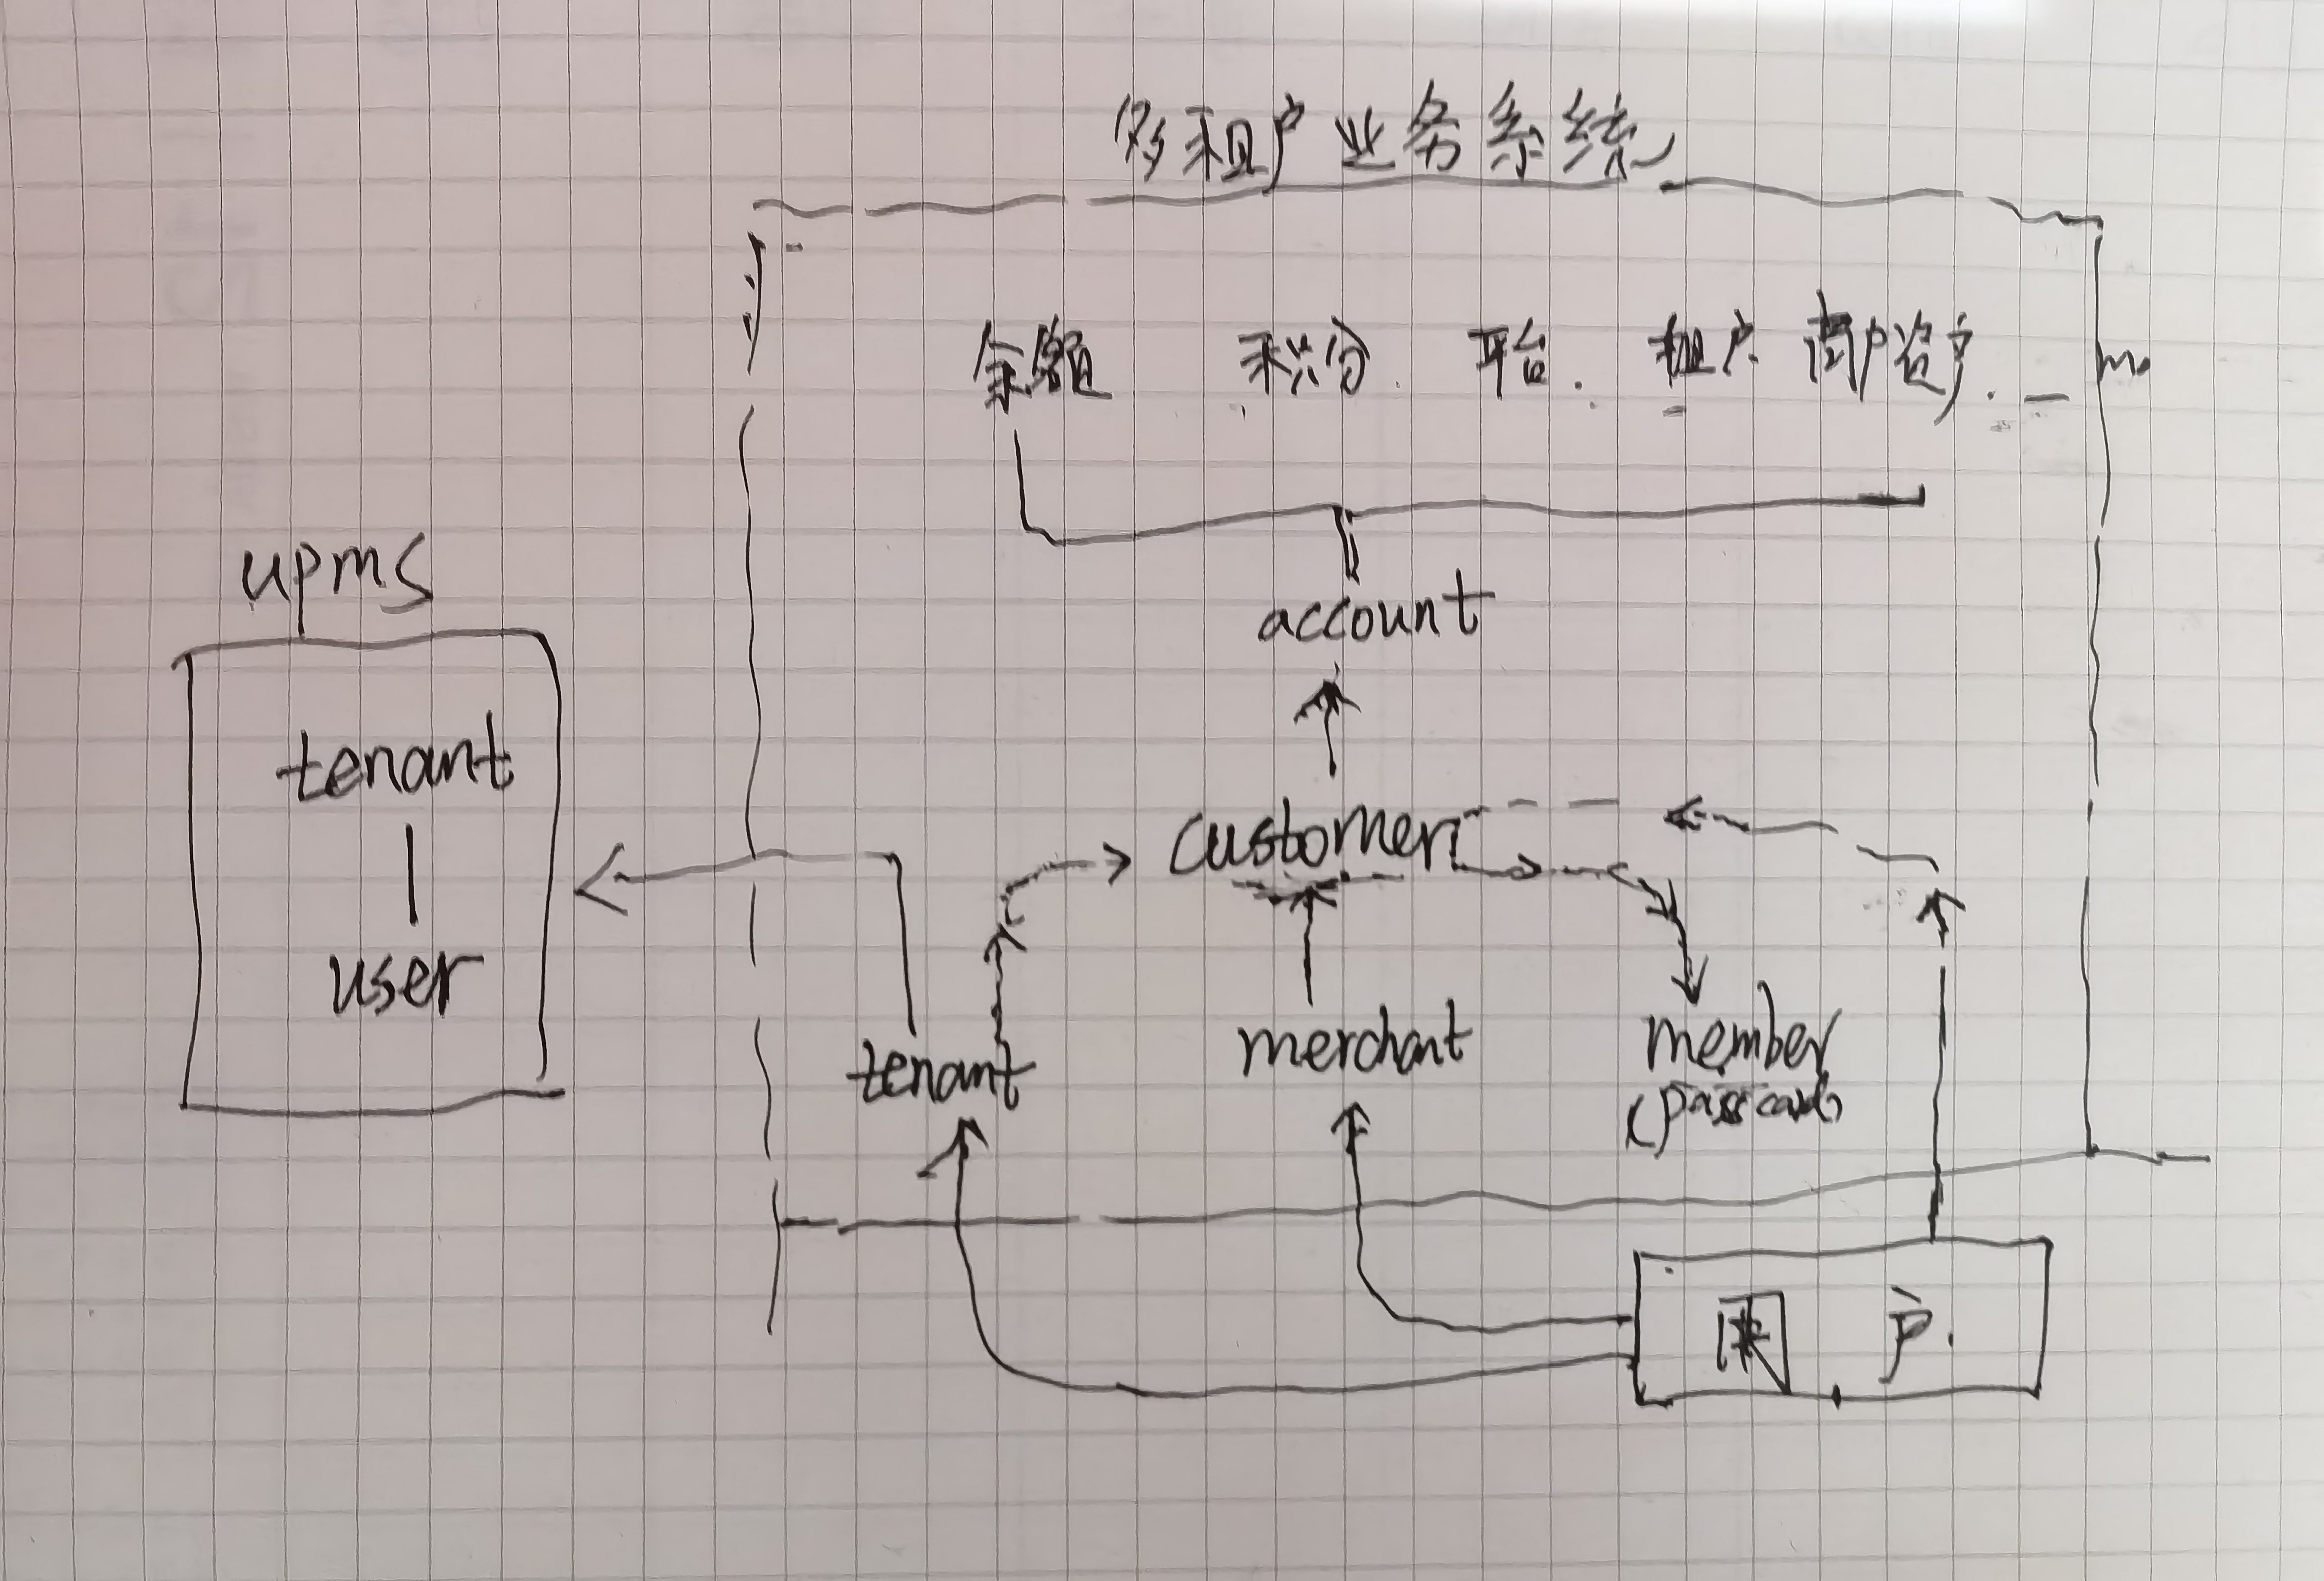 多租户业务系统
余额 积分. 平台. 租户. 商户资产.
upms
account
tenant
customer
user
tenant merchant member
(passcard)
户.